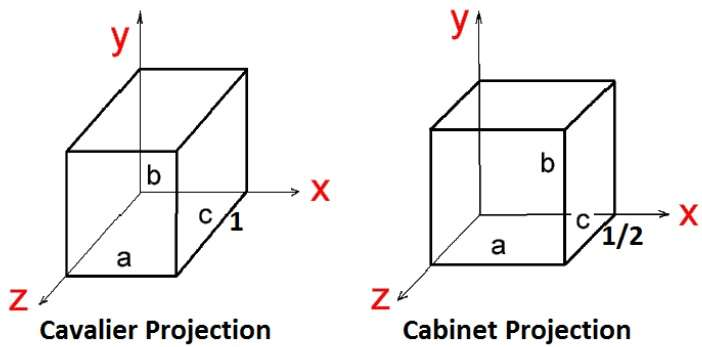 y
b
x
c
1
a
z
Cavalier Projection
y
b
x
c
1/2
a
z
Cabinet Projection